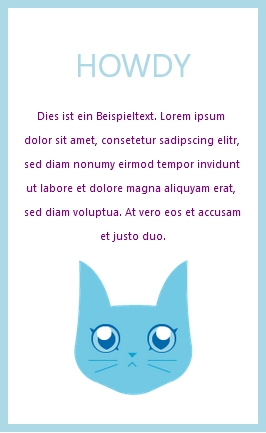 HOWDY
Dies ist ein Beispieltext. Lorem ipsum
dolor sit amet, consetetur sadipscing elitr,
sed diam nonumy eirmod tempor invidunt
ut labore et dolore magna aliquyam erat,
sed diam voluptua. At vero eos et accusam
et justo duo.